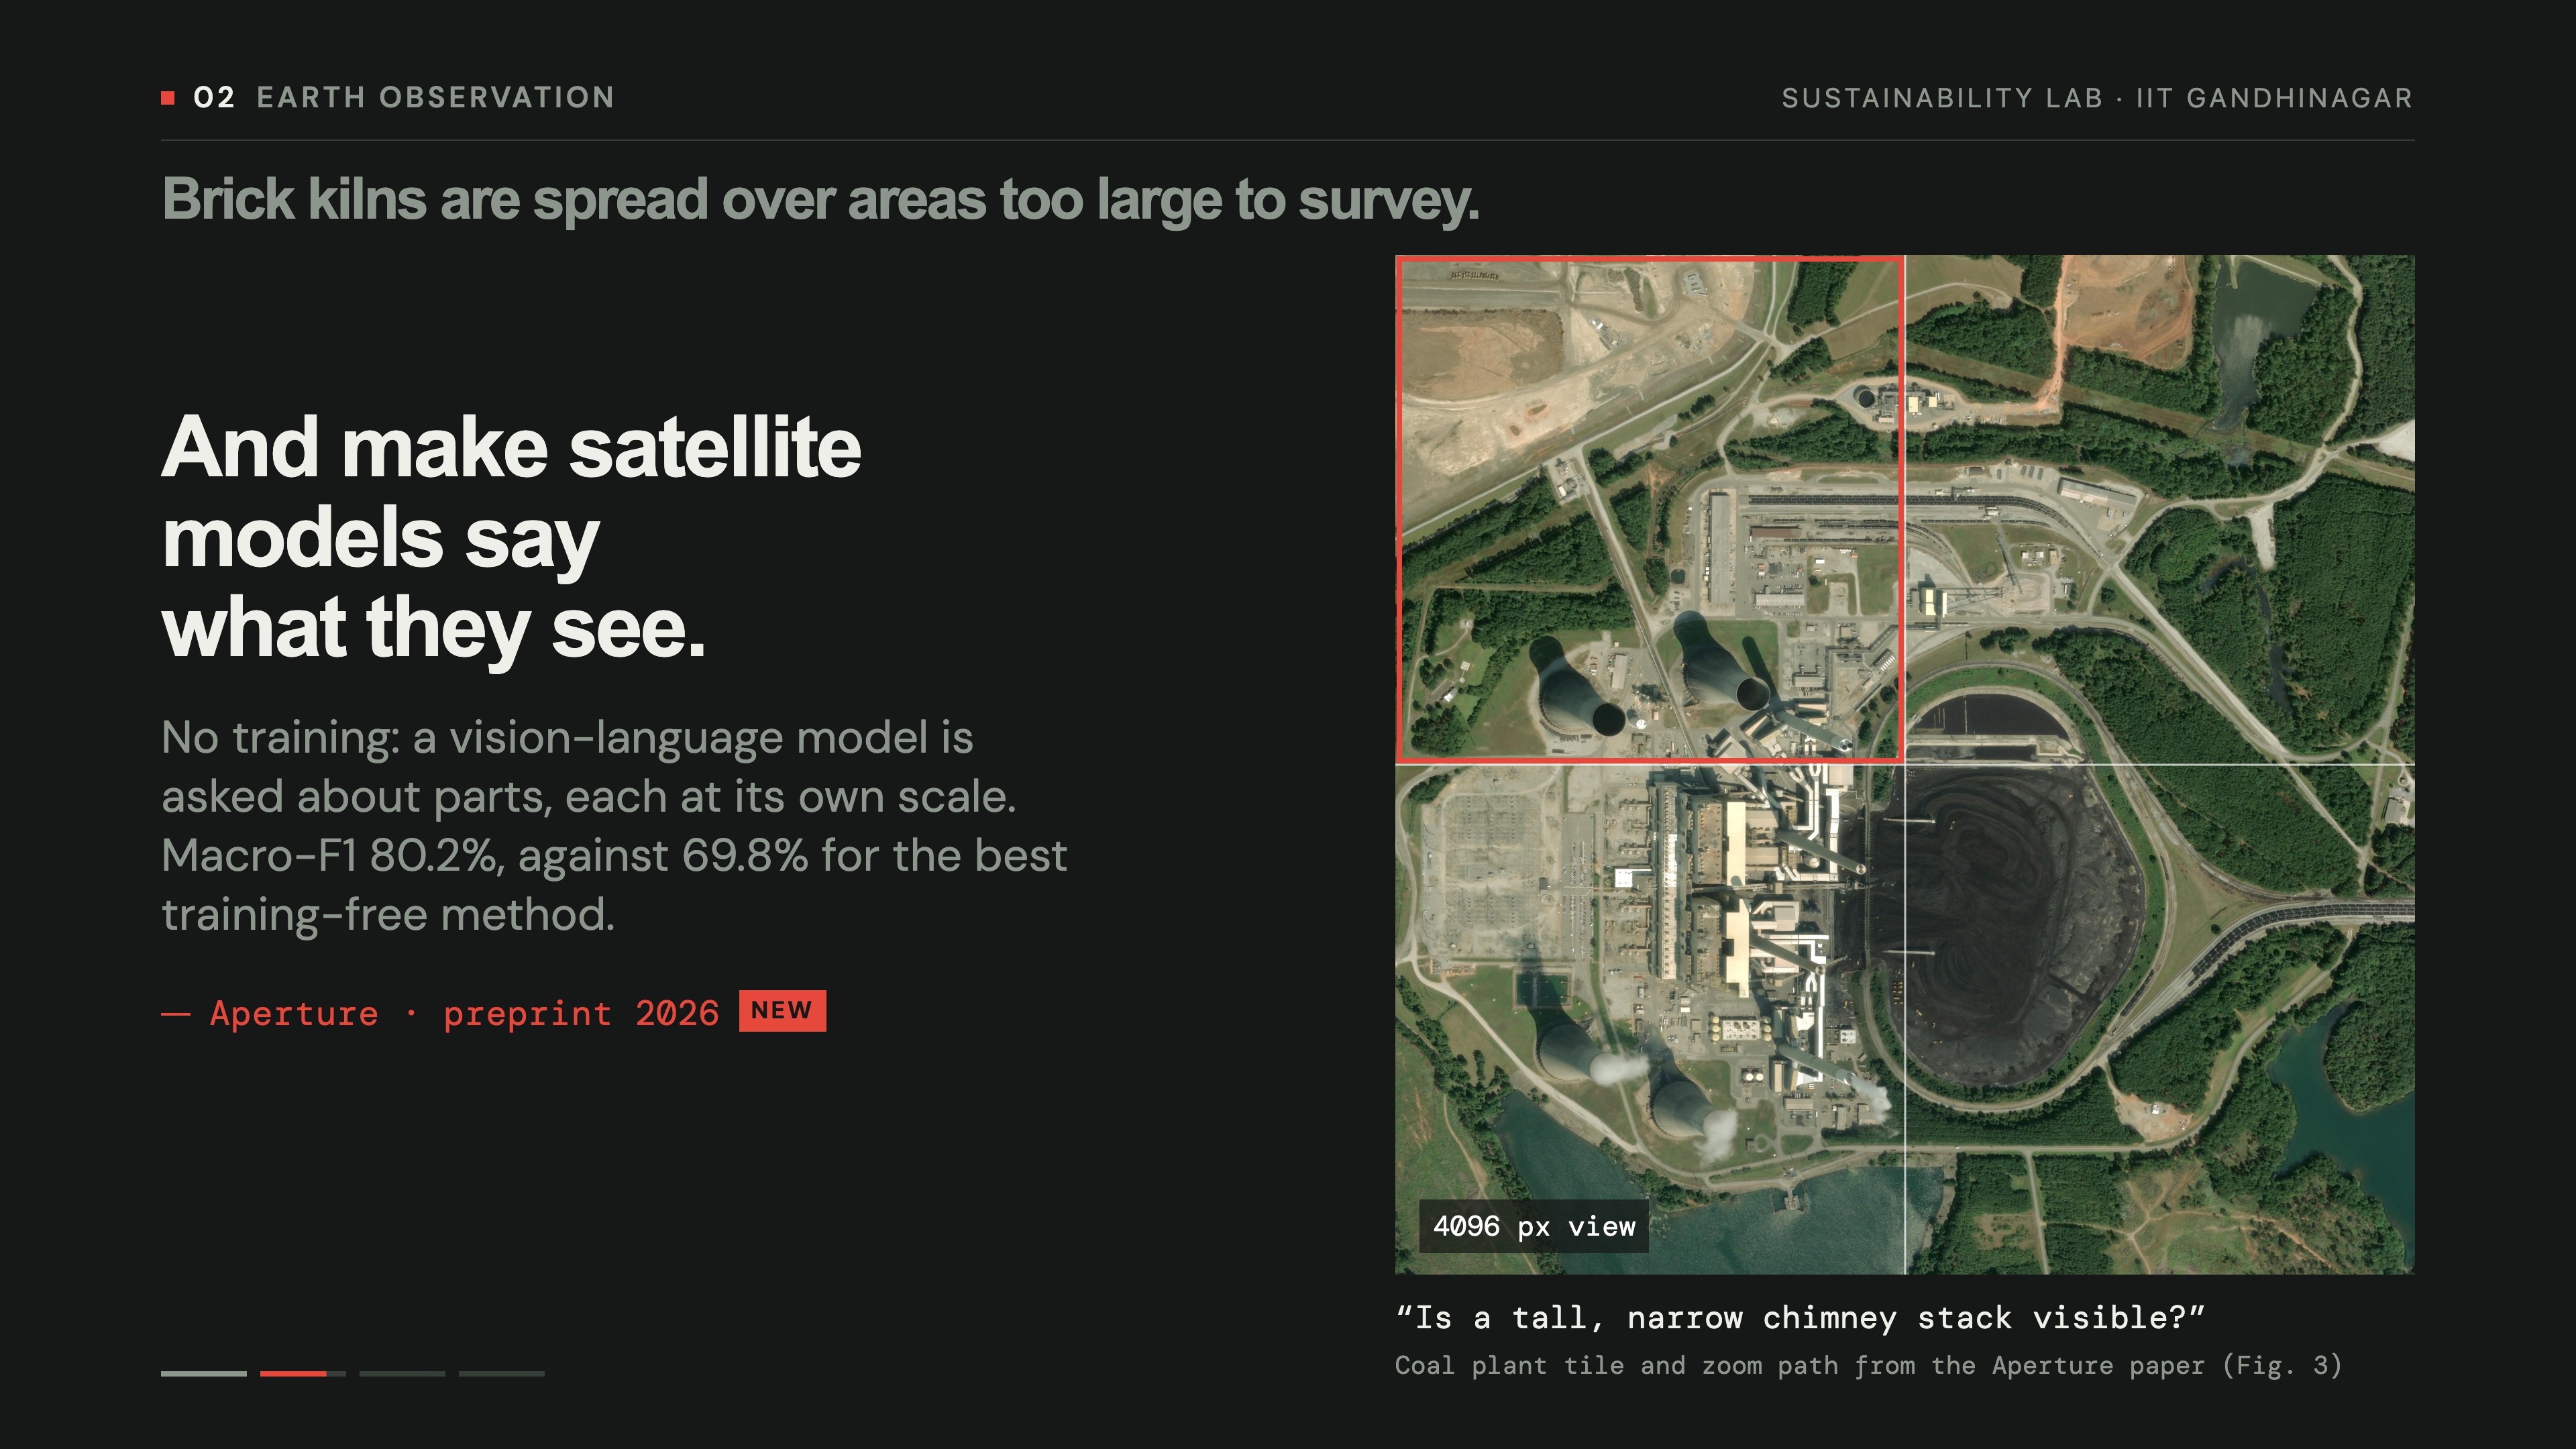 02 EARTH OBSERVATION
SUSTAINABILITY LAB · IIT GANDHINAGAR
Brick kilns are spread over areas too large to survey.
And make satellite
models say
what they see.
No training: a vision-language model is
asked about parts, each at its own scale.
Macro-F1 80.2%, against 69.8% for the best
training-free method.
— Aperture · preprint 2026 NEW
4096 px view
“Is a tall, narrow chimney stack visible?”
Coal plant tile and zoom path from the Aperture paper (Fig. 3)